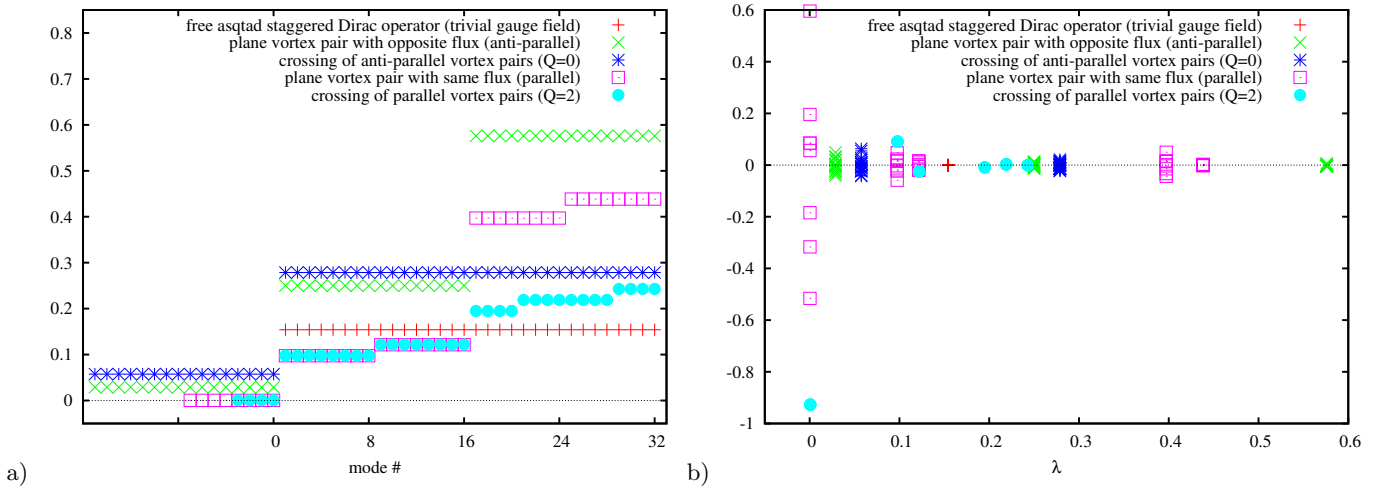 free asqtad staggered Dirac operator (trivial gauge field)
plane vortex pair with opposite flux (anti-parallel)
crossing of anti-parallel vortex pairs (Q=0)
plane vortex pair with same flux (parallel)
crossing of parallel vortex pairs (Q=2)
0.8
0.7
0.6
0.5
0.4
0.3
0.2
0.1
0
0
8
16
24
32
mode #
a)
free asqtad staggered Dirac operator (trivial gauge field)
plane vortex pair with opposite flux (anti-parallel)
crossing of anti-parallel vortex pairs (Q=0)
plane vortex pair with same flux (parallel)
crossing of parallel vortex pairs (Q=2)
0.6
0.4
0.2
0
-0.2
-0.4
-0.6
-0.8
-1
0
0.1
0.2
0.3
0.4
0.5
0.6
λ
b)